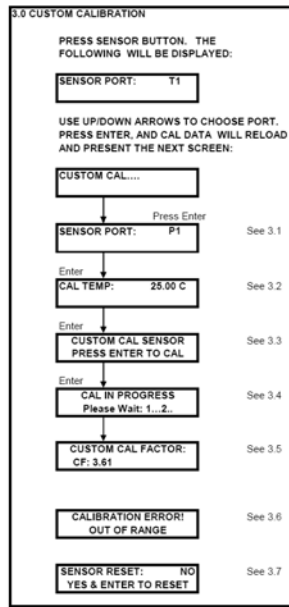 3.0 CUSTOM CALIBRATION
PRESS SENSOR BUTTON. THE
FOLLOWING WILL BE DISPLAYED:
SENSOR PORT: T1
USE UP/DOWN ARROWS TO CHOOSE PORT.
PRESS ENTER, AND CAL DATA WILL RELOAD
AND PRESENT THE NEXT SCREEN:
CUSTOM CAL....
Press Enter
SENSOR PORT: P1 See 3.1
Enter
CAL TEMP: 25.00 C See 3.2
Enter
CUSTOM CAL SENSOR See 3.3
PRESS ENTER TO CAL
Enter
CAL IN PROGRESS See 3.4
Please Wait: 1...2..
CUSTOM CAL FACTOR: See 3.5
CF: 3.61
CALIBRATION ERROR! See 3.6
OUT OF RANGE
SENSOR RESET: NO See 3.7
YES & ENTER TO RESET